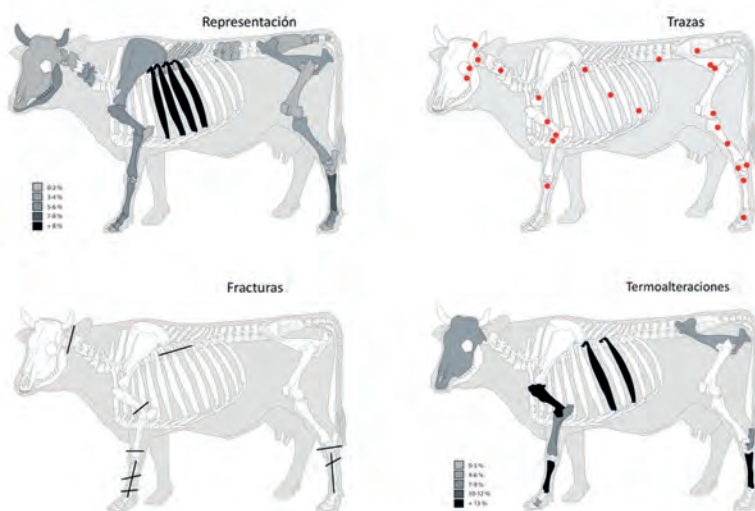 Representación
0-2 %
3-4 %
5-6 %
7-8 %
> 8 %
Trazas
Fracturas
Termoalteraciones
0-3 %
4-6 %
7-9 %
10-12 %
> 13 %